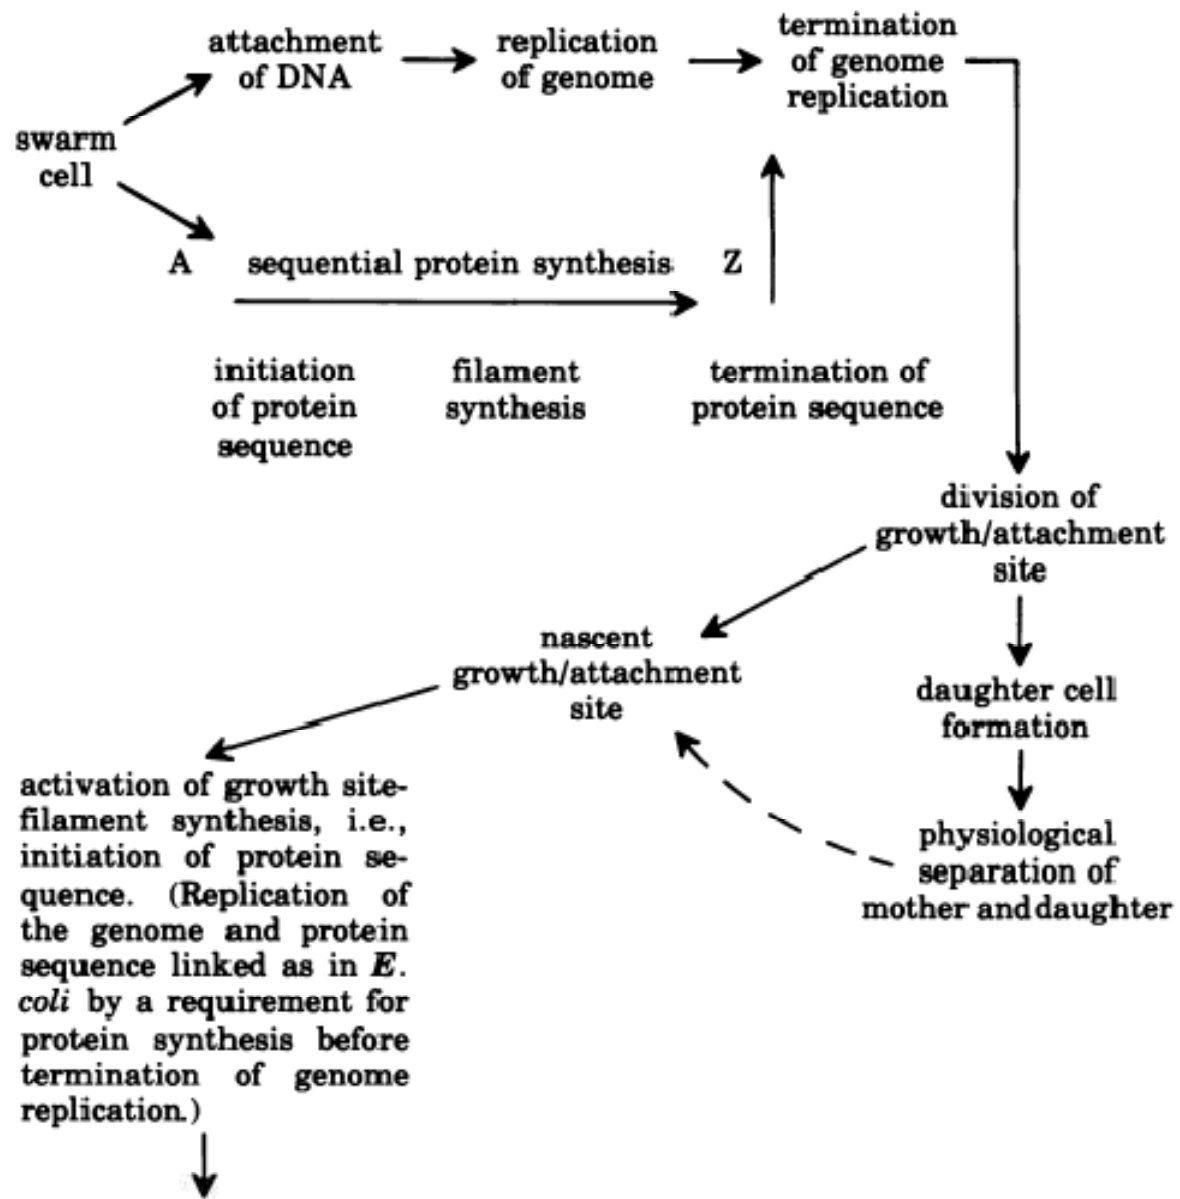 attachment
of DNA
replication
of genome
termination
of genome
replication
swarm
cell
A
sequential protein synthesis
Z
initiation
of protein
sequence
filament
synthesis
termination of
protein sequence
division of
growth/attachment
site
nascent
growth/attachment
site
daughter cell
formation
physiological
separation of
mother and daughter
activation of growth site-
filament synthesis, i.e.,
initiation of protein se-
quence. (Replication of
the genome and protein
sequence linked as in E.
coli by a requirement for
protein synthesis before
termination of genome
replication.)